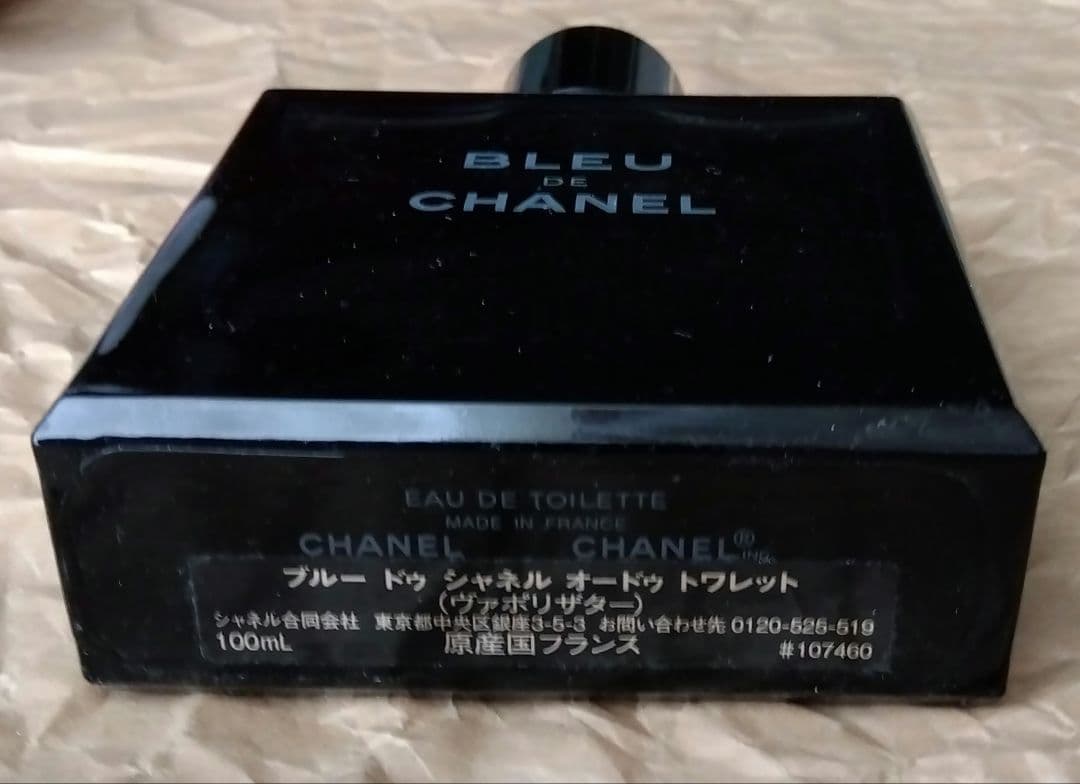 BLEU
DE
CHANEL
EAU DE TOILETTE
MADE IN FRANCE
CHANEL CHANEL®
INC.
ブルー ドゥ シャネル オードゥ トワレット
(ヴァポリザター)
シャネル合同会社 東京都中央区銀座3-5-3 お問い合わせ先 0120-525-519
100mL 原産国フランス #107460